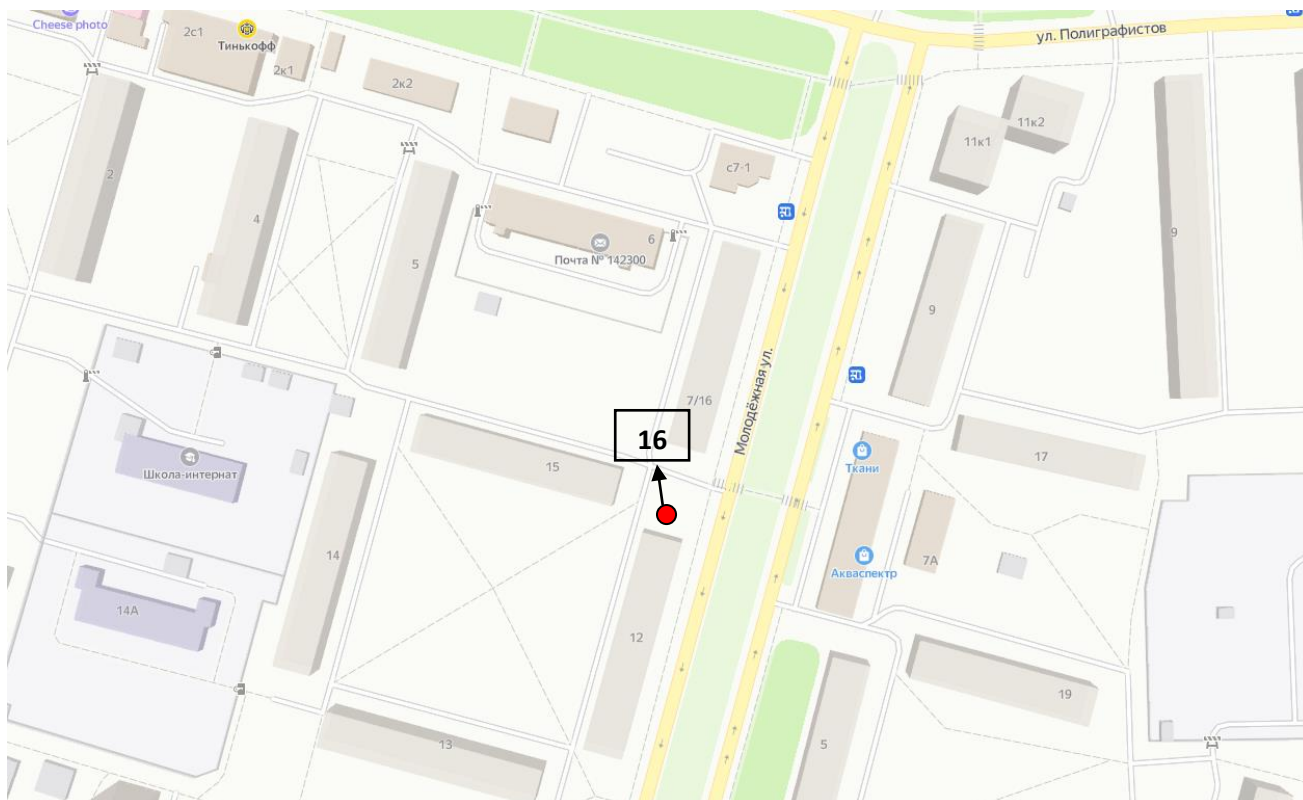 Cheese photo
2с1
Тинькофф
2к1
2к2
ул. Полиграфистов
11к2
11к1
с7-1
2
4
5
6
Почта № 142300
9
9
Молодёжная ул.
7/16
16
15
17
Ткани
Школа-интернат
14
7А
Акваспектр
14А
12
19
13
5